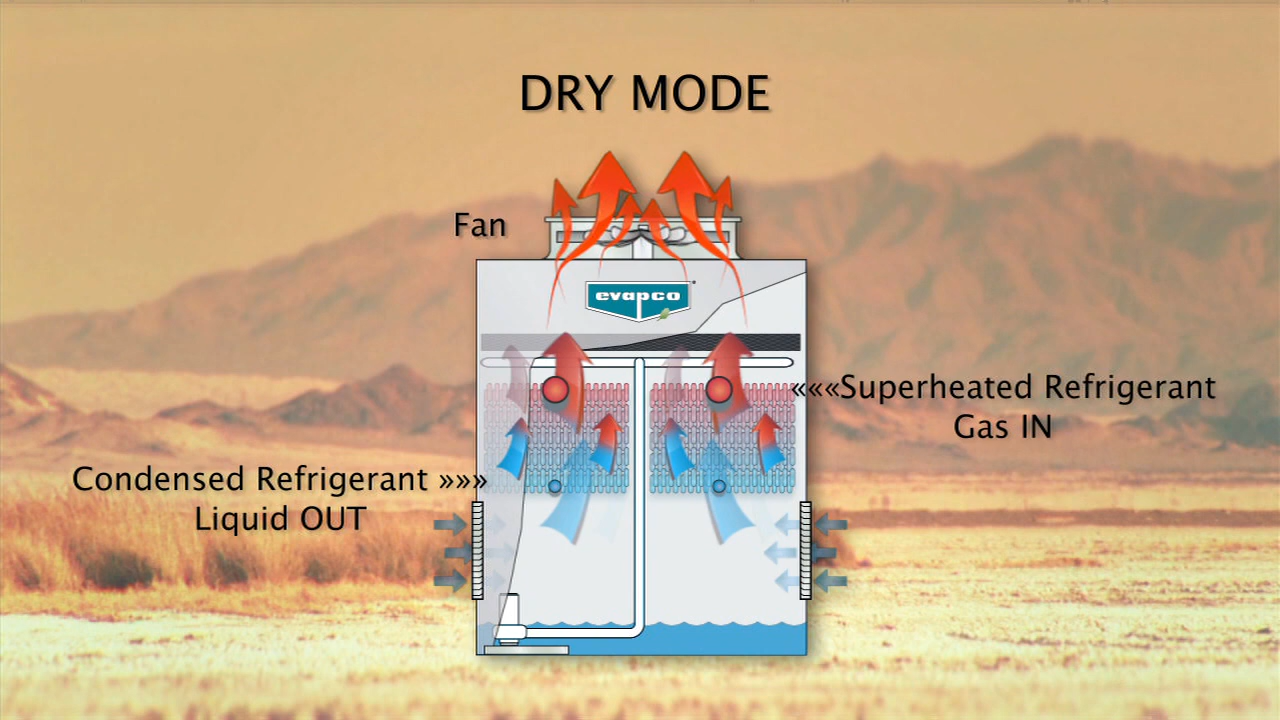 DRY MODE
Fan
evapco
«««Superheated Refrigerant
Gas IN
Condensed Refrigerant »»»
Liquid OUT